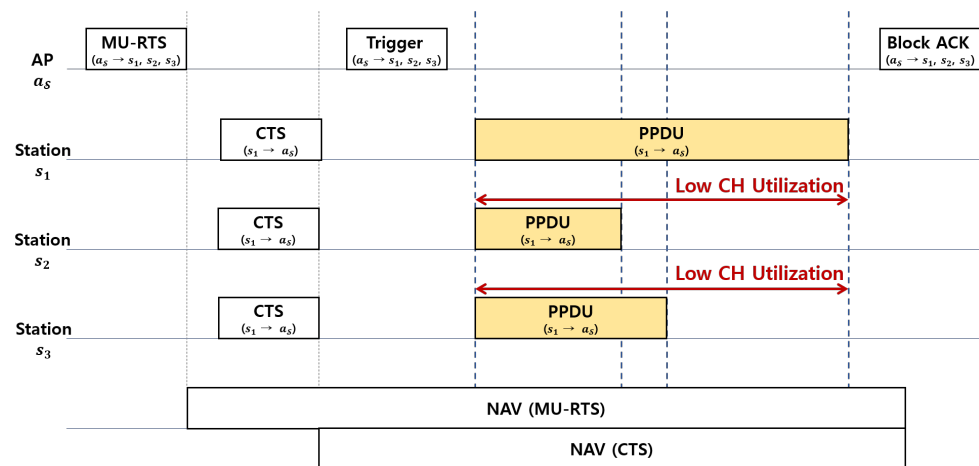 MU-RTS
(a_s → s_1, s_2, s_3)
Trigger
(a_s → s_1, s_2, s_3)
Block ACK
(a_s → s_1, s_2, s_3)
AP
a_s
CTS
(s_1 → a_s)
PPDU
(s_1 → a_s)
Station
s_1
Low CH Utilization
CTS
(s_1 → a_s)
PPDU
(s_1 → a_s)
Station
s_2
Low CH Utilization
CTS
(s_1 → a_s)
PPDU
(s_1 → a_s)
Station
s_3
NAV (MU-RTS)
NAV (CTS)